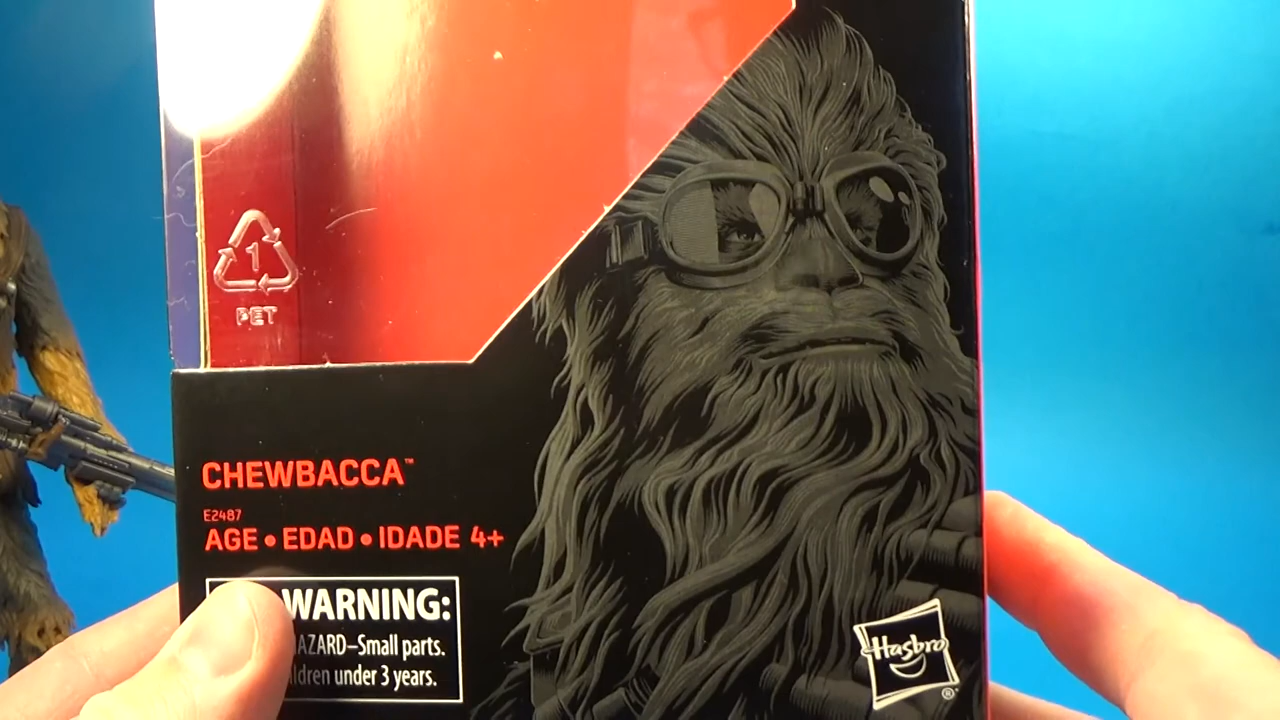 1
PET
CHEWBACCA™
E2487
AGE • EDAD • IDADE 4+
WARNING:
AZARD–Small parts.
ldren under 3 years.
Hasbro
®